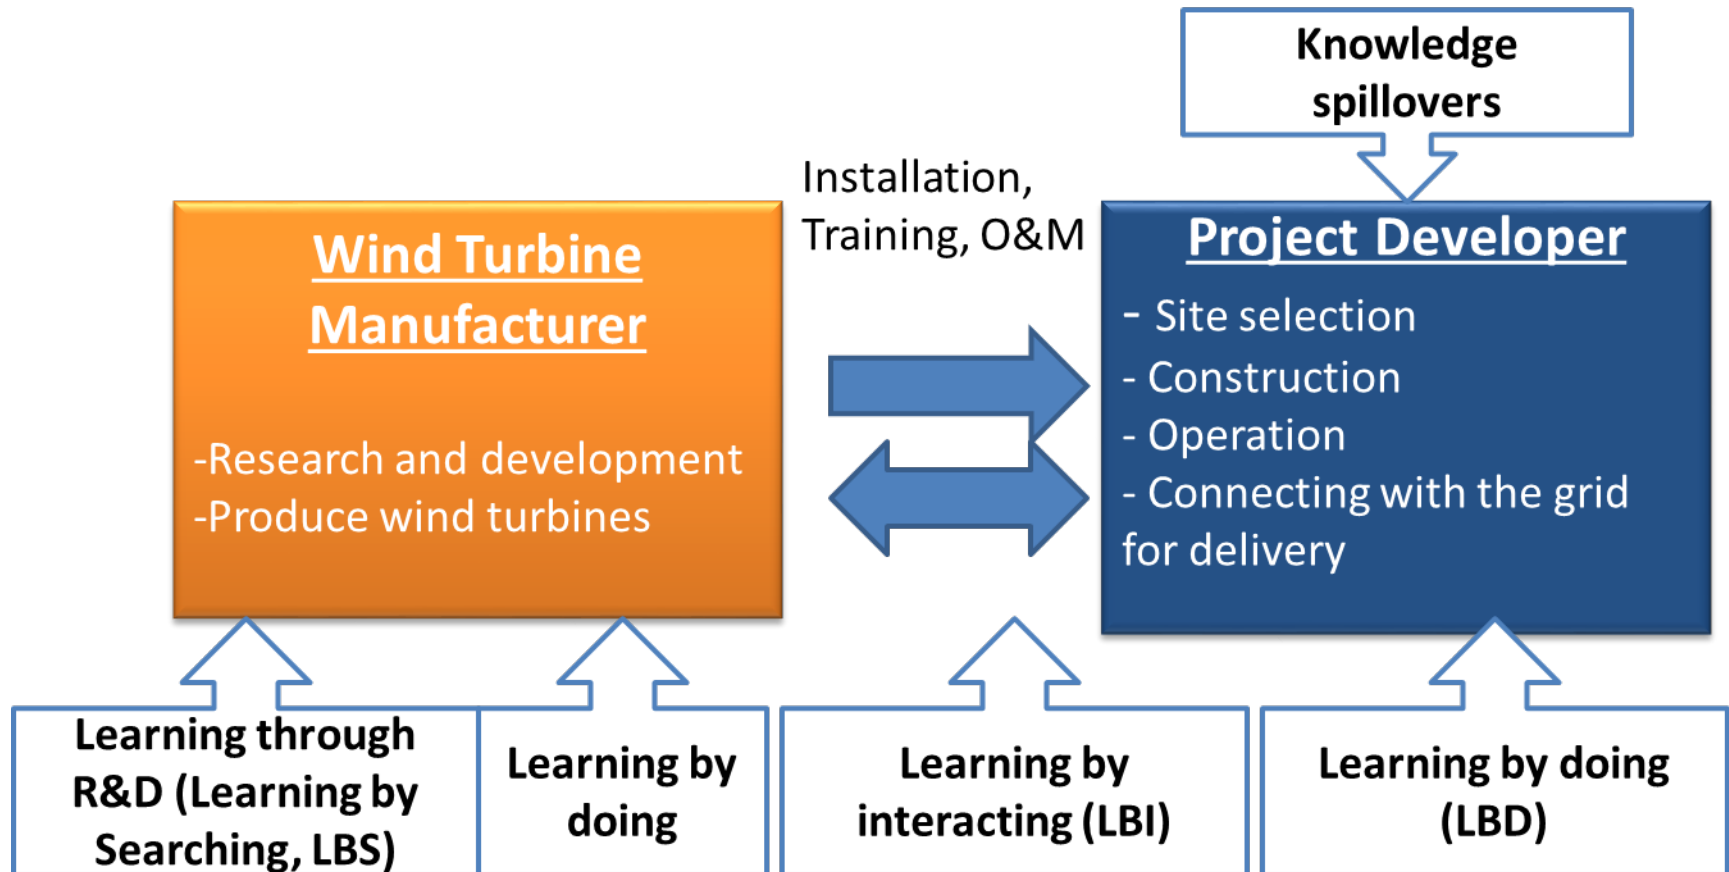 Knowledge
spillovers
Installation,
Training, O&M
Wind Turbine
Manufacturer
-Research and development
-Produce wind turbines
Project Developer
- Site selection
- Construction
- Operation
- Connecting with the grid
for delivery
Learning through
R&D (Learning by
Searching, LBS)
Learning by
doing
Learning by
interacting (LBI)
Learning by doing
(LBD)